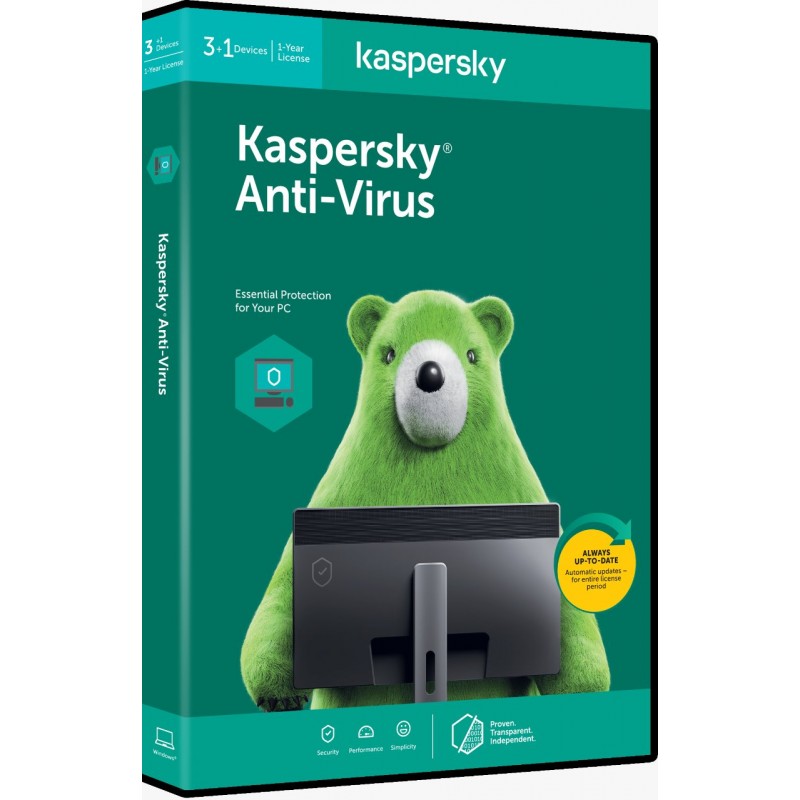 3 +1 Devices
1-Year License
Kaspersky® Anti-Virus
Windows®
3+1 Devices
1-Year
License
kaspersky
Kaspersky®
Anti-Virus
Essential Protection
for Your PC
ALWAYS
UP-TO-DATE
Automatic updates –
for entire license
period
Security
Performance
Simplicity
Proven.
Transparent.
Independent.